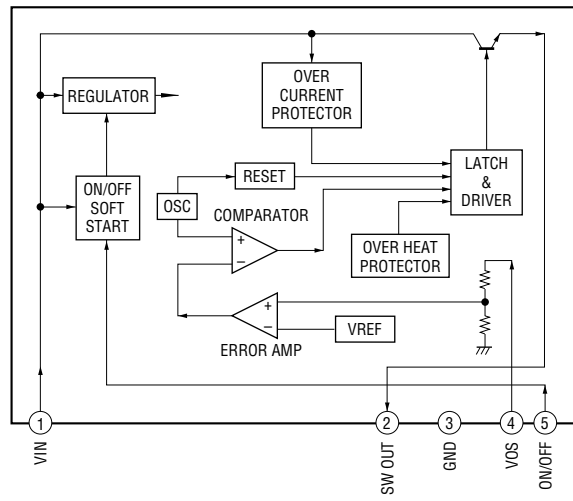 OVER
CURRENT
PROTECTOR
REGULATOR
LATCH
&
DRIVER
RESET
ON/OFF
SOFT
START
OSC
COMPARATOR
+
−
OVER HEAT
PROTECTOR
+
−
VREF
ERROR AMP
1
2
3
4
5
VIN
SW OUT
GND
VOS
ON/OFF